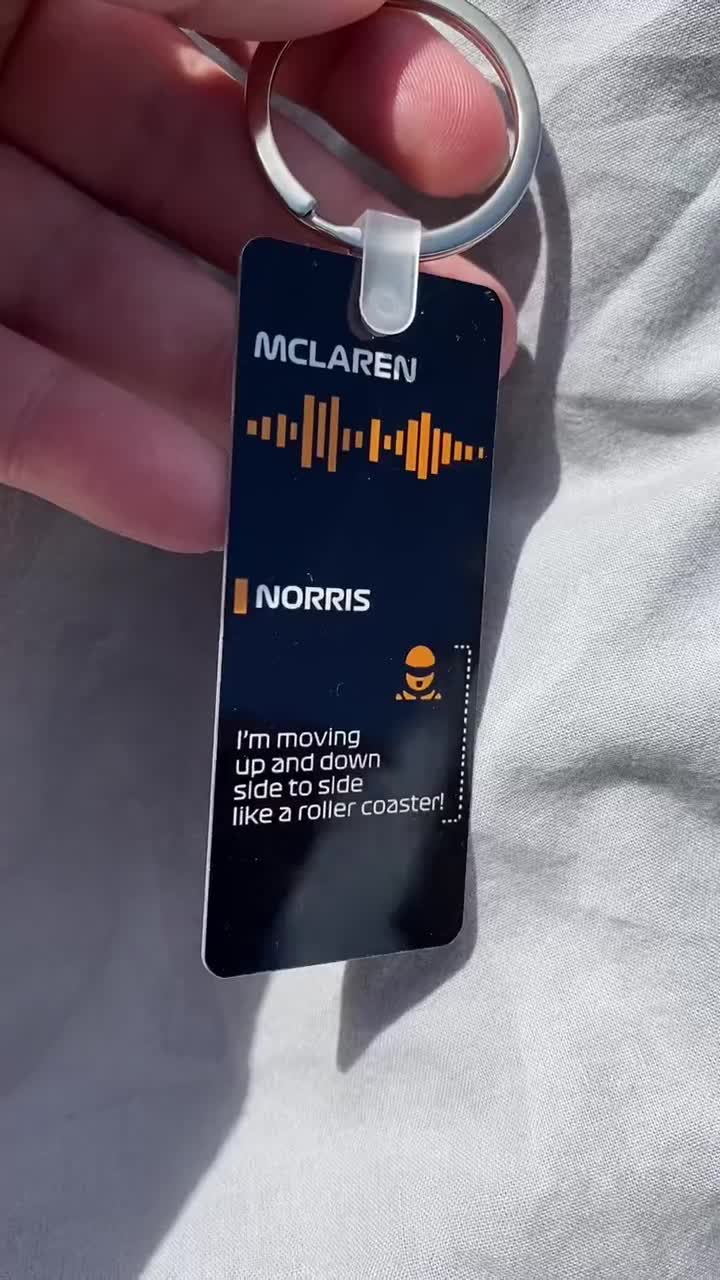 MCLAREN
NORRIS
I'm moving
up and down
side to side
like a roller coaster!